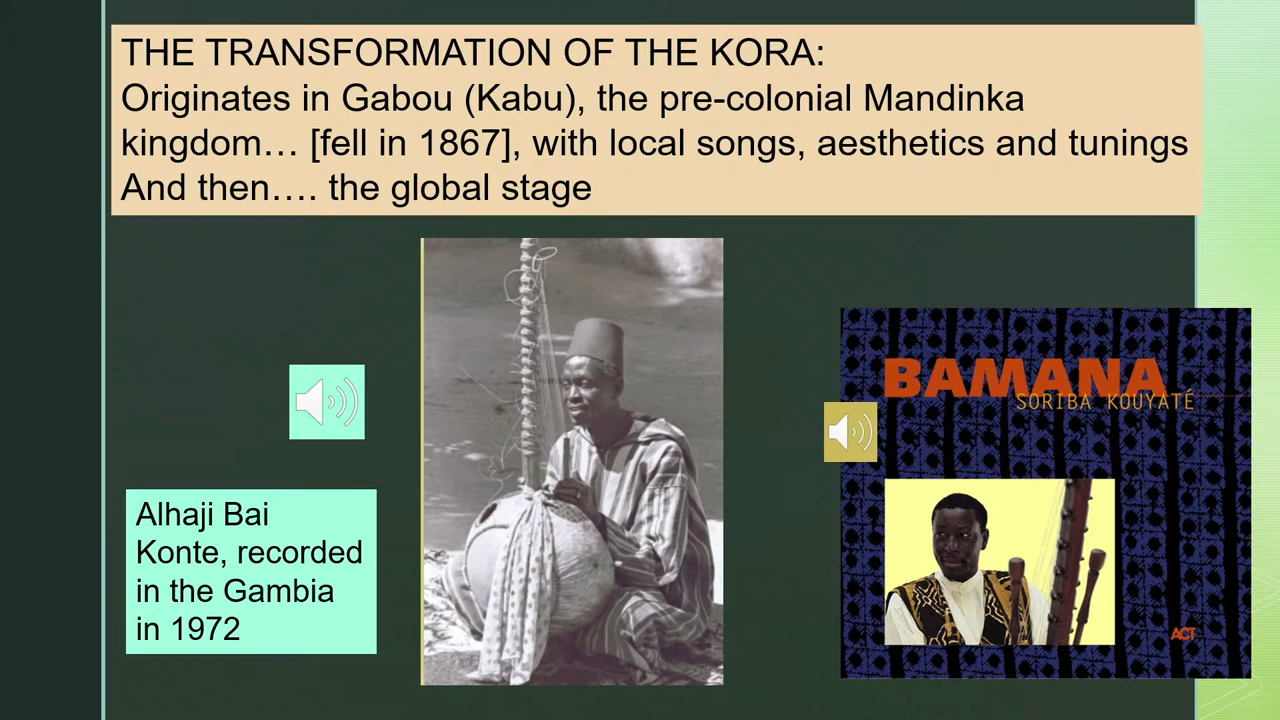 THE TRANSFORMATION OF THE KORA:
Originates in Gabou (Kabu), the pre-colonial Mandinka
kingdom… [fell in 1867], with local songs, aesthetics and tunings
And then…. the global stage
Alhaji Bai
Konte, recorded
in the Gambia
in 1972
BAMANA
SORIBA KOUYATÉ
ACT